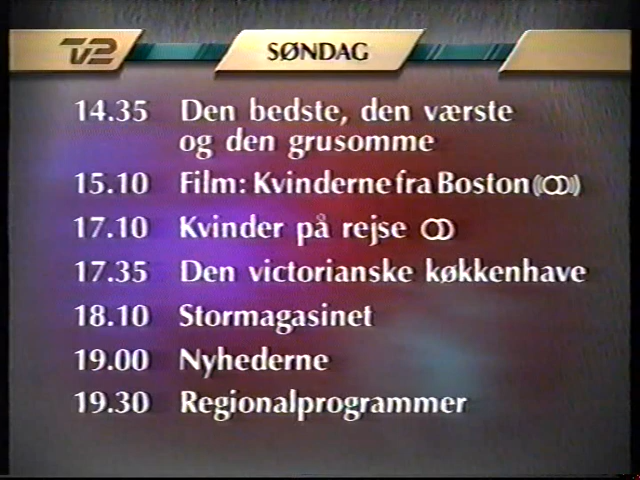 TV2
SØNDAG
14.35 Den bedste, den værste
og den grusomme
15.10 Film: Kvinderne fra Boston
17.10 Kvinder på rejse
17.35 Den victorianske køkkenhave
18.10 Stormagasinet
19.00 Nyhederne
19.30 Regionalprogrammer